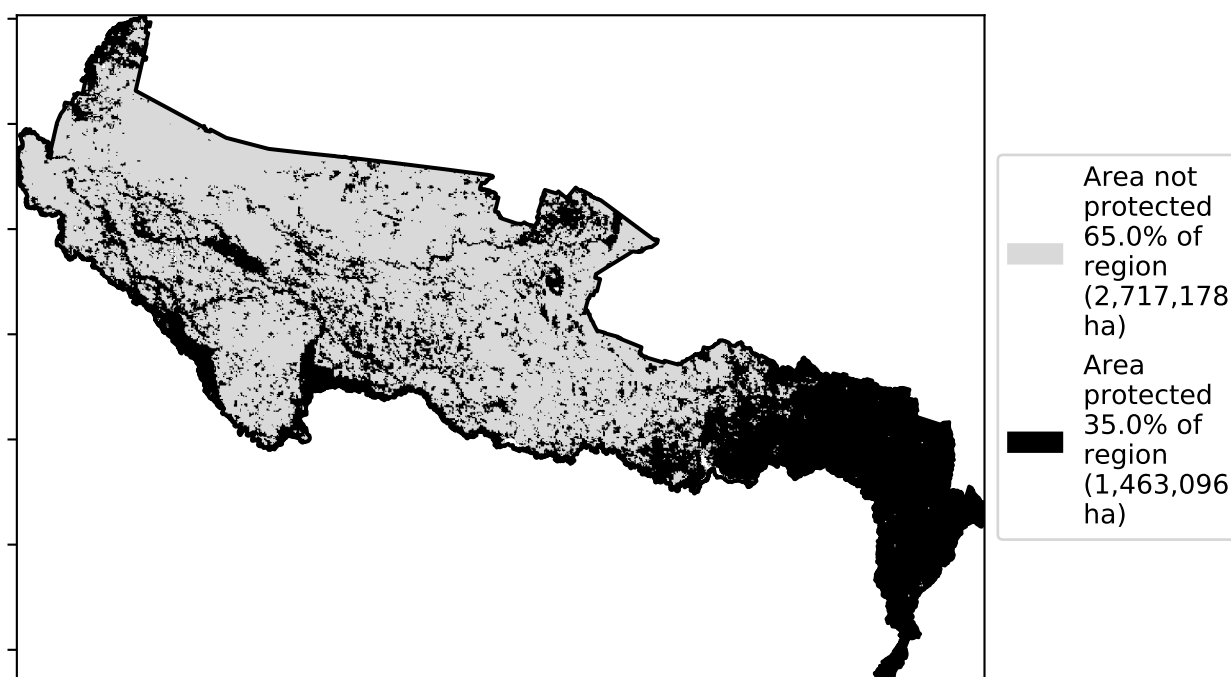 Area not
protected
65.0% of
region
(2,717,178
ha)
Area
protected
35.0% of
region
(1,463,096
ha)